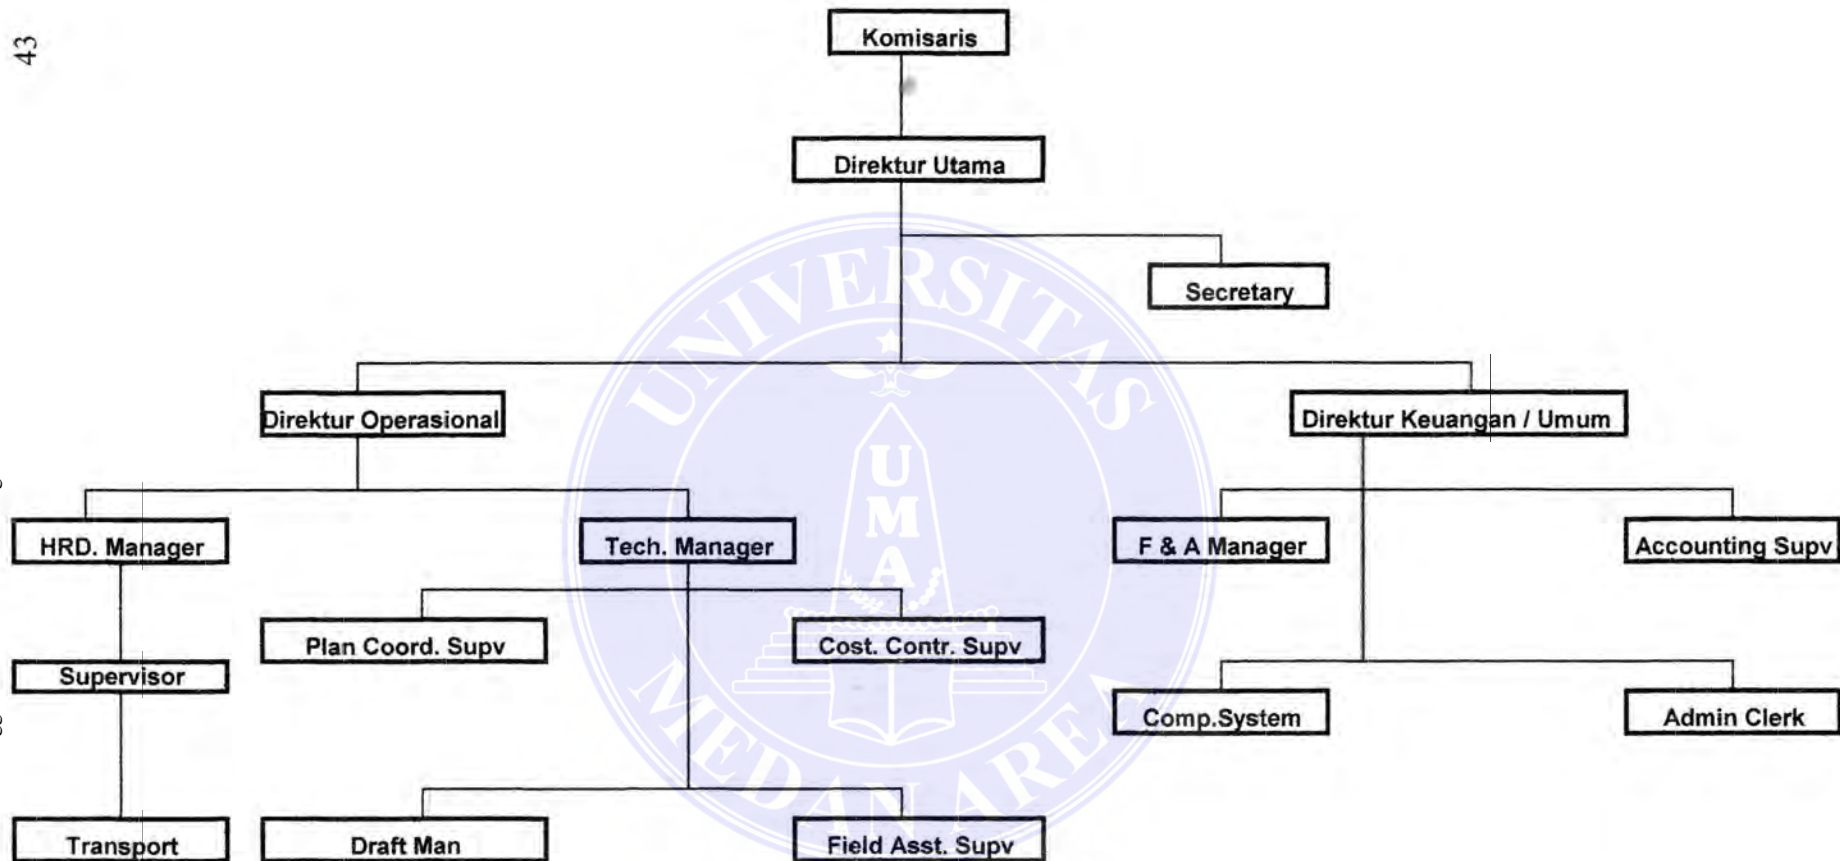 43
Komisaris
Direktur Utama
Secretary
Direktur Operasional
Direktur Keuangan / Umum
HRD. Manager
Tech. Manager
F & A Manager
Accounting Supv
Plan Coord. Supv
Cost. Contr. Supv
Supervisor
Comp.System
Admin Clerk
Transport
Draft Man
Field Asst. Supv
UNIVERSITAS
UMA
MEDAN AREA